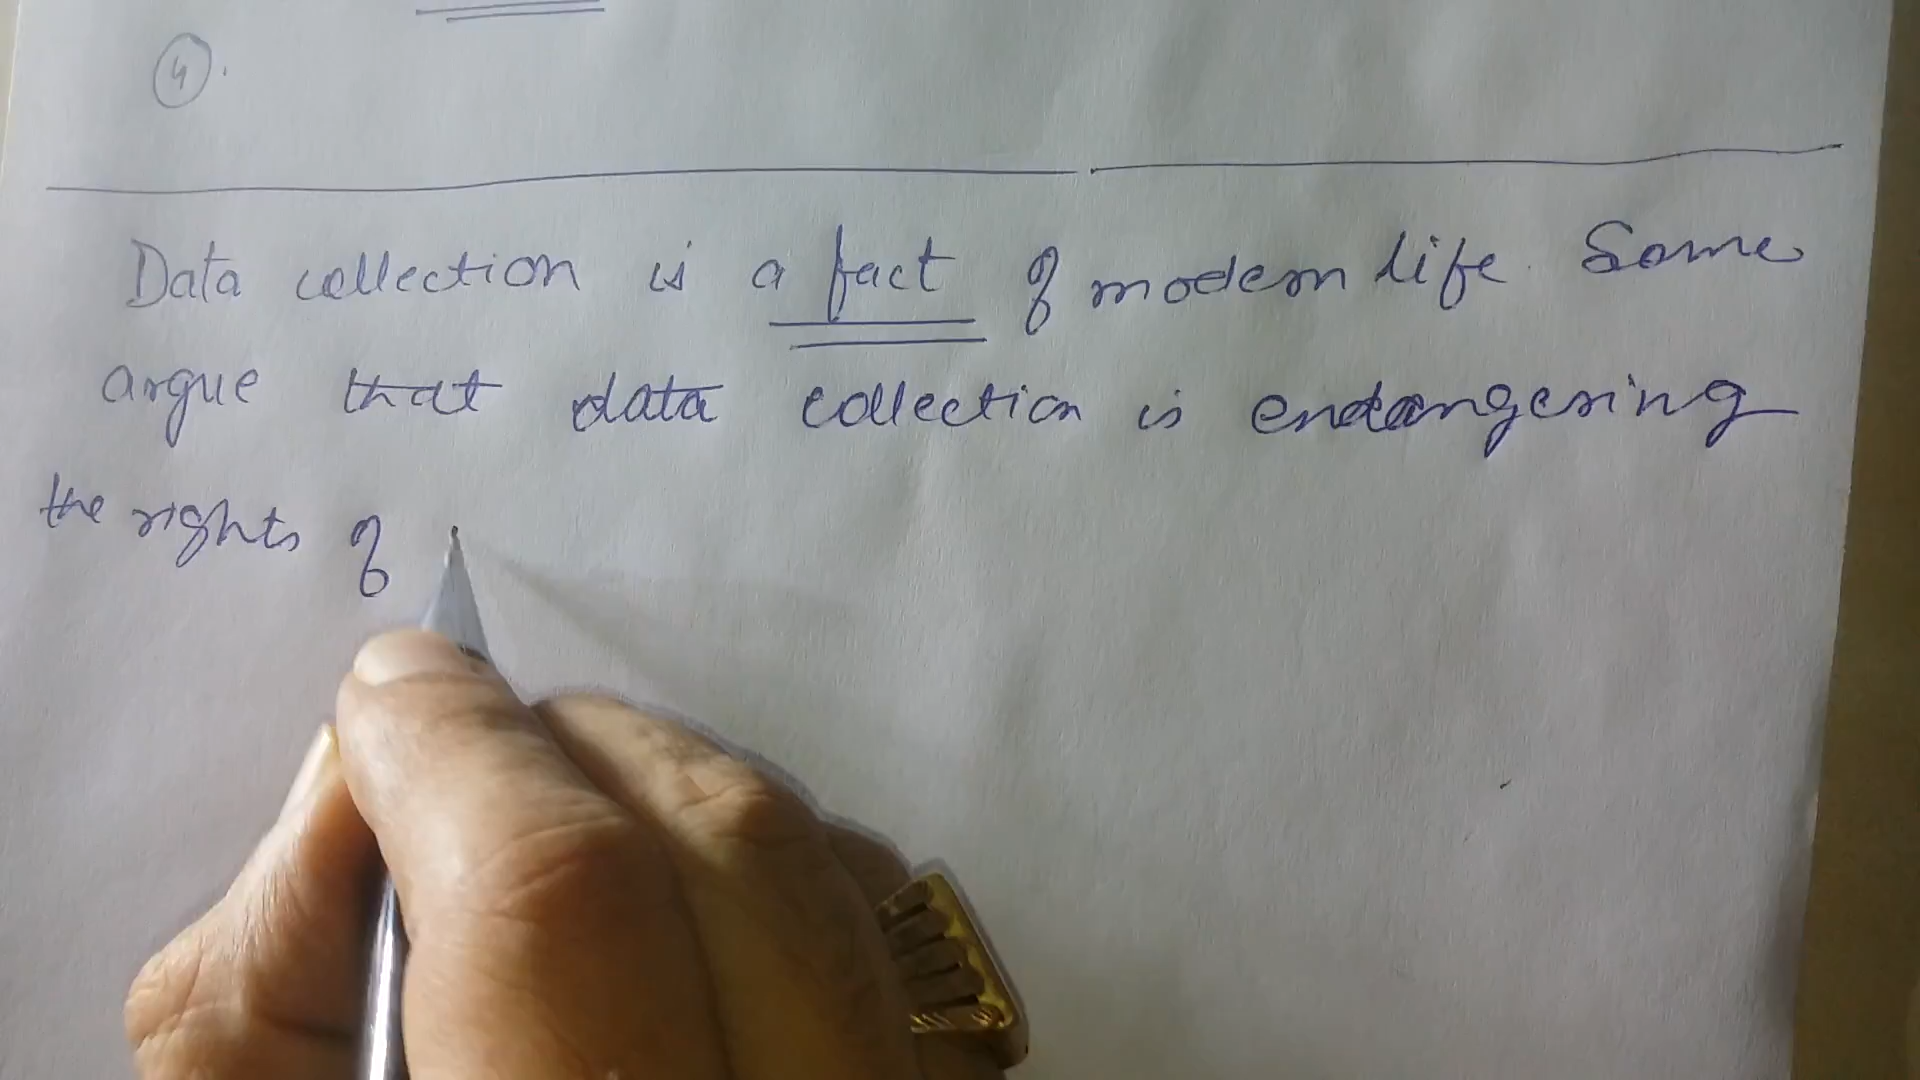 4.
Data collection is a fact of modern life. Some
argue that data collection is endangering
the rights of